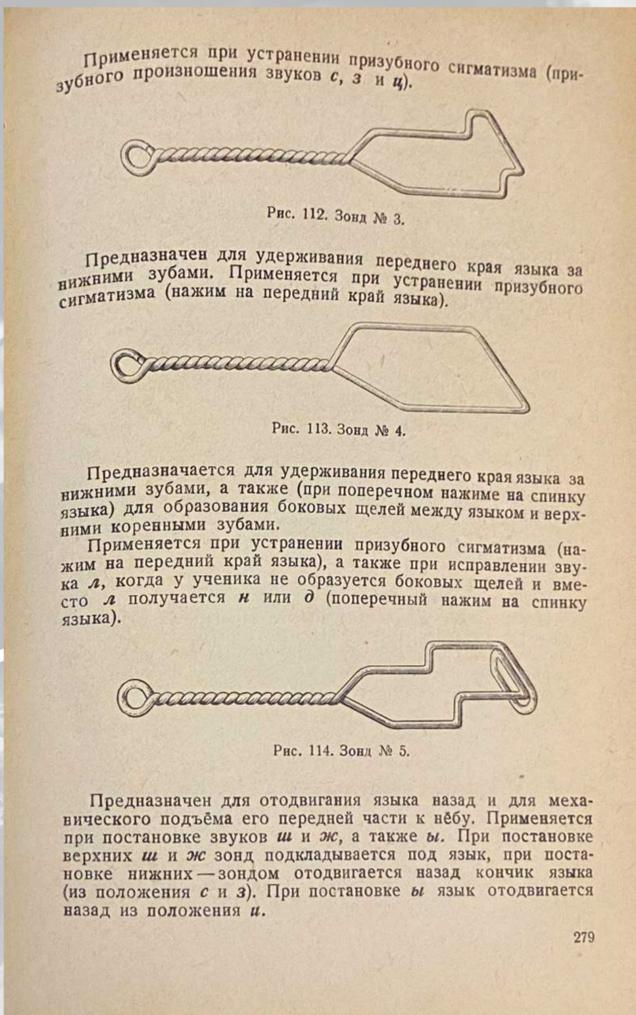 Применяется при устранении призубного сигматизма (при-
зубного произношения звуков с, з и ц).
Рис. 112. Зонд № 3.
Предназначен для удерживания переднего края языка за
нижними зубами. Применяется при устранении призубного
сигматизма (нажим на передний край языка).
Рис. 113. Зонд № 4.
Предназначается для удерживания переднего края языка за
нижними зубами, а также (при поперечном нажиме на спинку
языка) для образования боковых щелей между языком и верх-
ними коренными зубами.
Применяется при устранении призубного сигматизма (на-
жим на передний край языка), а также при исправлении зву-
ка л, когда у ученика не образуется боковых щелей и вме-
сто л получается н или д (поперечный нажим на спинку
языка).
Рис. 114. Зонд № 5.
Предназначен для отодвигания языка назад и для меха-
нического подъёма его передней части к нёбу. Применяется
при постановке звуков ш и ж, а также ы. При постановке
верхних ш и ж зонд подкладывается под язык, при поста-
новке нижних — зондом отодвигается назад кончик языка
(из положения с и з). При постановке ы язык отодвигается
назад из положения и.
279